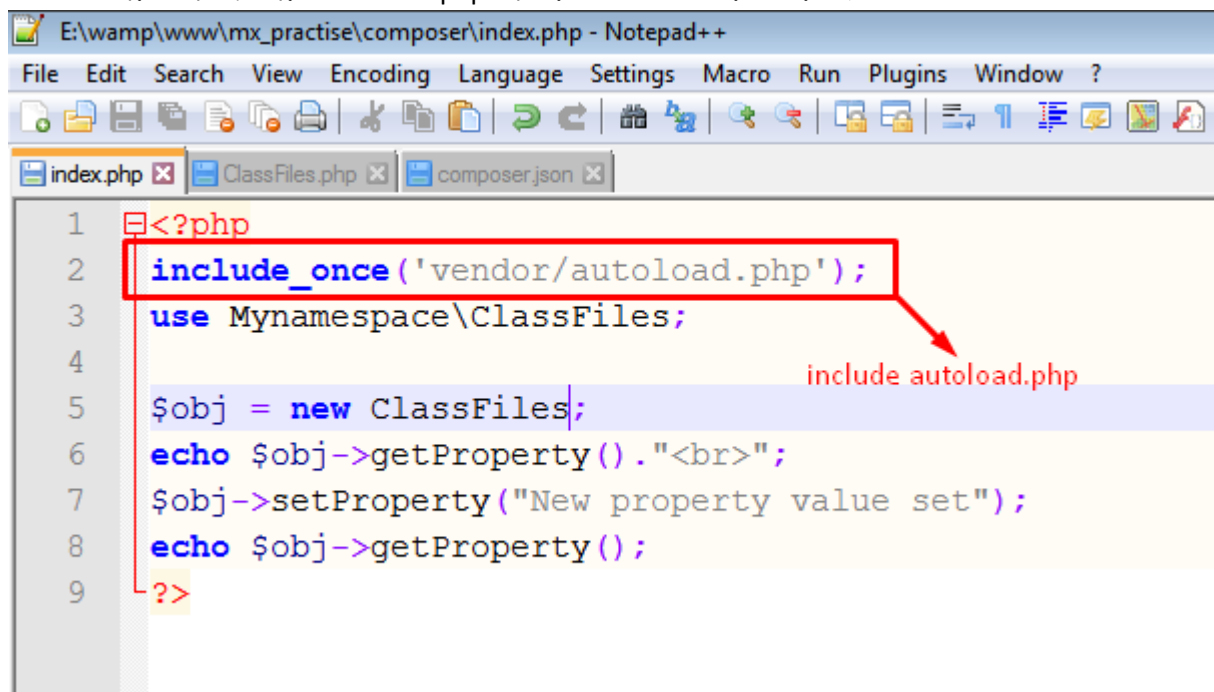 E:\wamp\www\mx_practise\composer\index.php - Notepad++
File Edit Search View Encoding Language Settings Macro Run Plugins Window ?
index.php ClassFiles.php composer.json
1 <?php
2 include_once('vendor/autoload.php');
3 use Mynamespace\ClassFiles;
4
include autoload.php
5 $obj = new ClassFiles;
6 echo $obj->getProperty()."<br>";
7 $obj->setProperty("New property value set");
8 echo $obj->getProperty();
9 ?>